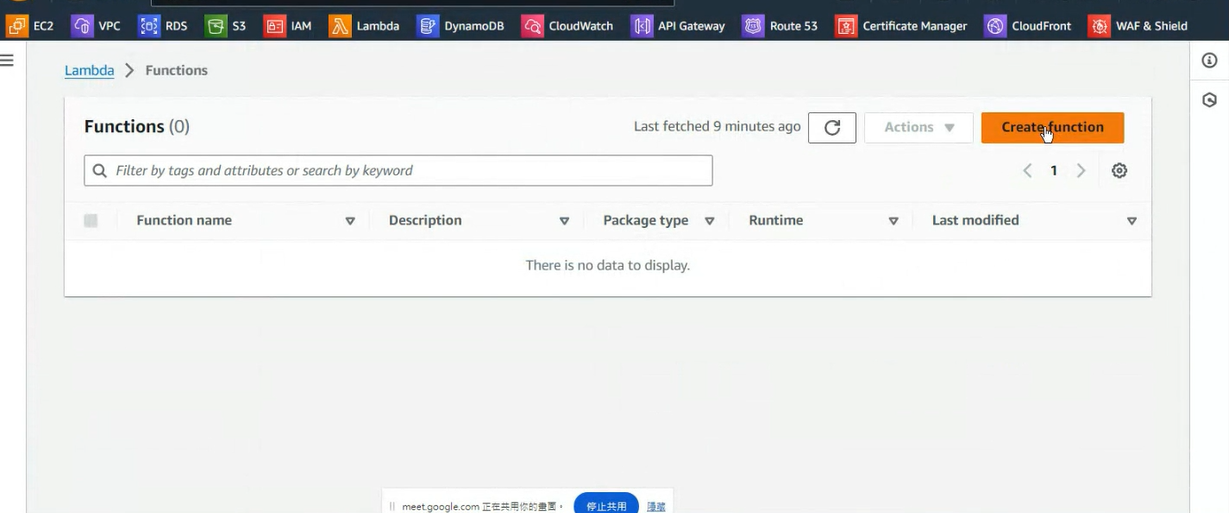 EC2 VPC RDS S3 IAM Lambda DynamoDB CloudWatch API Gateway Route 53 Certificate Manager CloudFront WAF & Shield
Lambda Functions
Functions (0) Last fetched 9 minutes ago Actions Create function
Filter by tags and attributes or search by keyword 1
Function name Description Package type Runtime Last modified
There is no data to display.
meet.google.com 正在共用你的畫面。 停止共用 隱藏